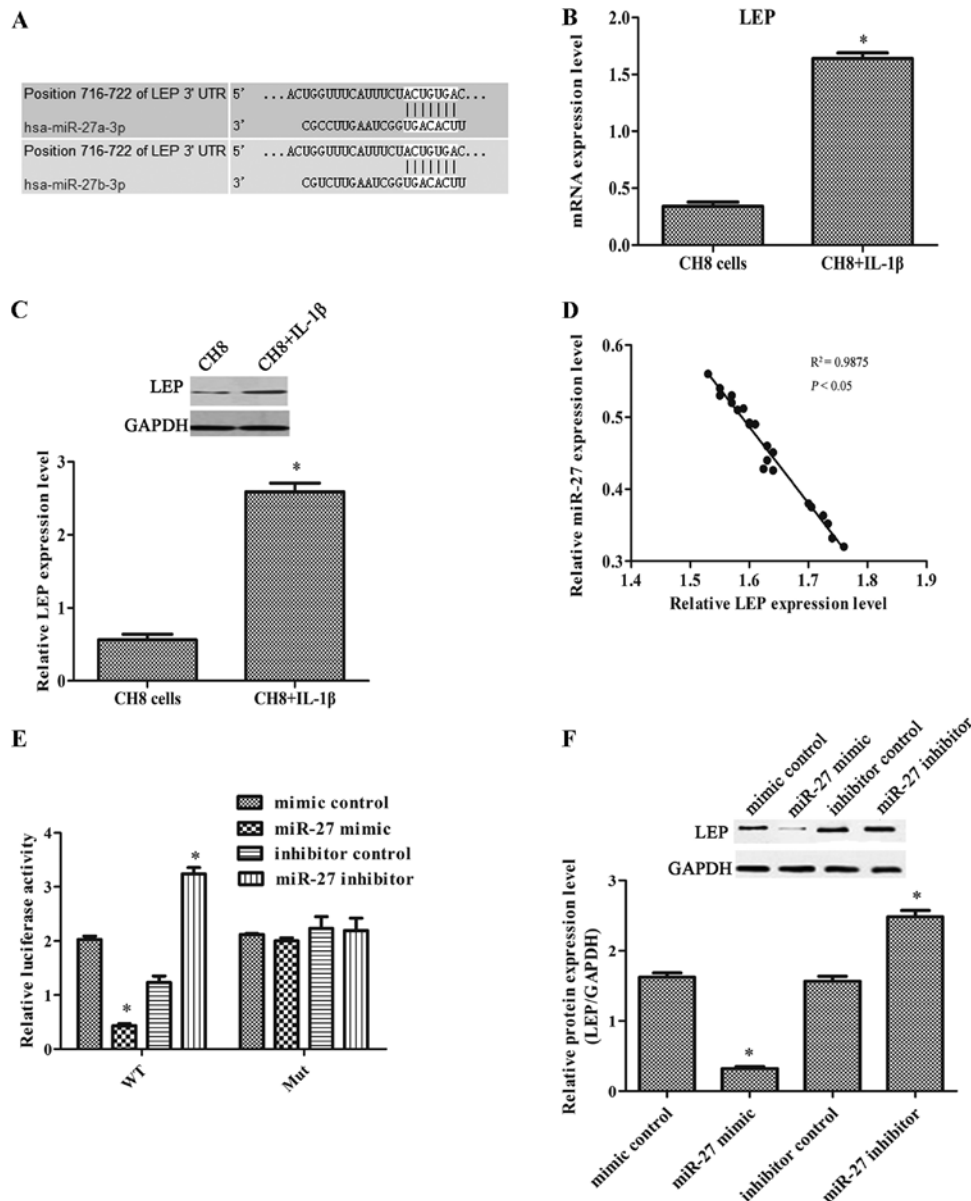 A
Position 716-722 of LEP 3' UTR 5' ...ACUGGUUUCAUUUCUACUGUGAC...
hsa-miR-27a-3p 3' CGCCUUGAAUCGGUGACACUU
Position 716-722 of LEP 3' UTR 5' ...ACUGGUUUCAUUUCUACUGUGAC...
hsa-miR-27b-3p 3' CGUCUUGAAUCGGUGACACUU
B
LEP
mRNA expression level
2.0
1.5
1.0
0.5
0.0
*
CH8 cells CH8+IL-1β
C
CH8 CH8+IL-1β
LEP
GAPDH
Relative LEP expression level
3
2
1
0
*
CH8 cells CH8+IL-1β
D
Relative miR-27 expression level
0.6
0.5
0.4
0.3
R² = 0.9875
P < 0.05
1.4 1.5 1.6 1.7 1.8 1.9
Relative LEP expression level
E
mimic control
miR-27 mimic
inhibitor control
miR-27 inhibitor
Relative luciferase activity
4
3
2
1
0
*
*
WT Mut
F
mimic control miR-27 mimic inhibitor control miR-27 inhibitor
LEP
GAPDH
Relative protein expression level
(LEP/GAPDH)
3
2
1
0
*
*
mimic control miR-27 mimic inhibitor control miR-27 inhibitor